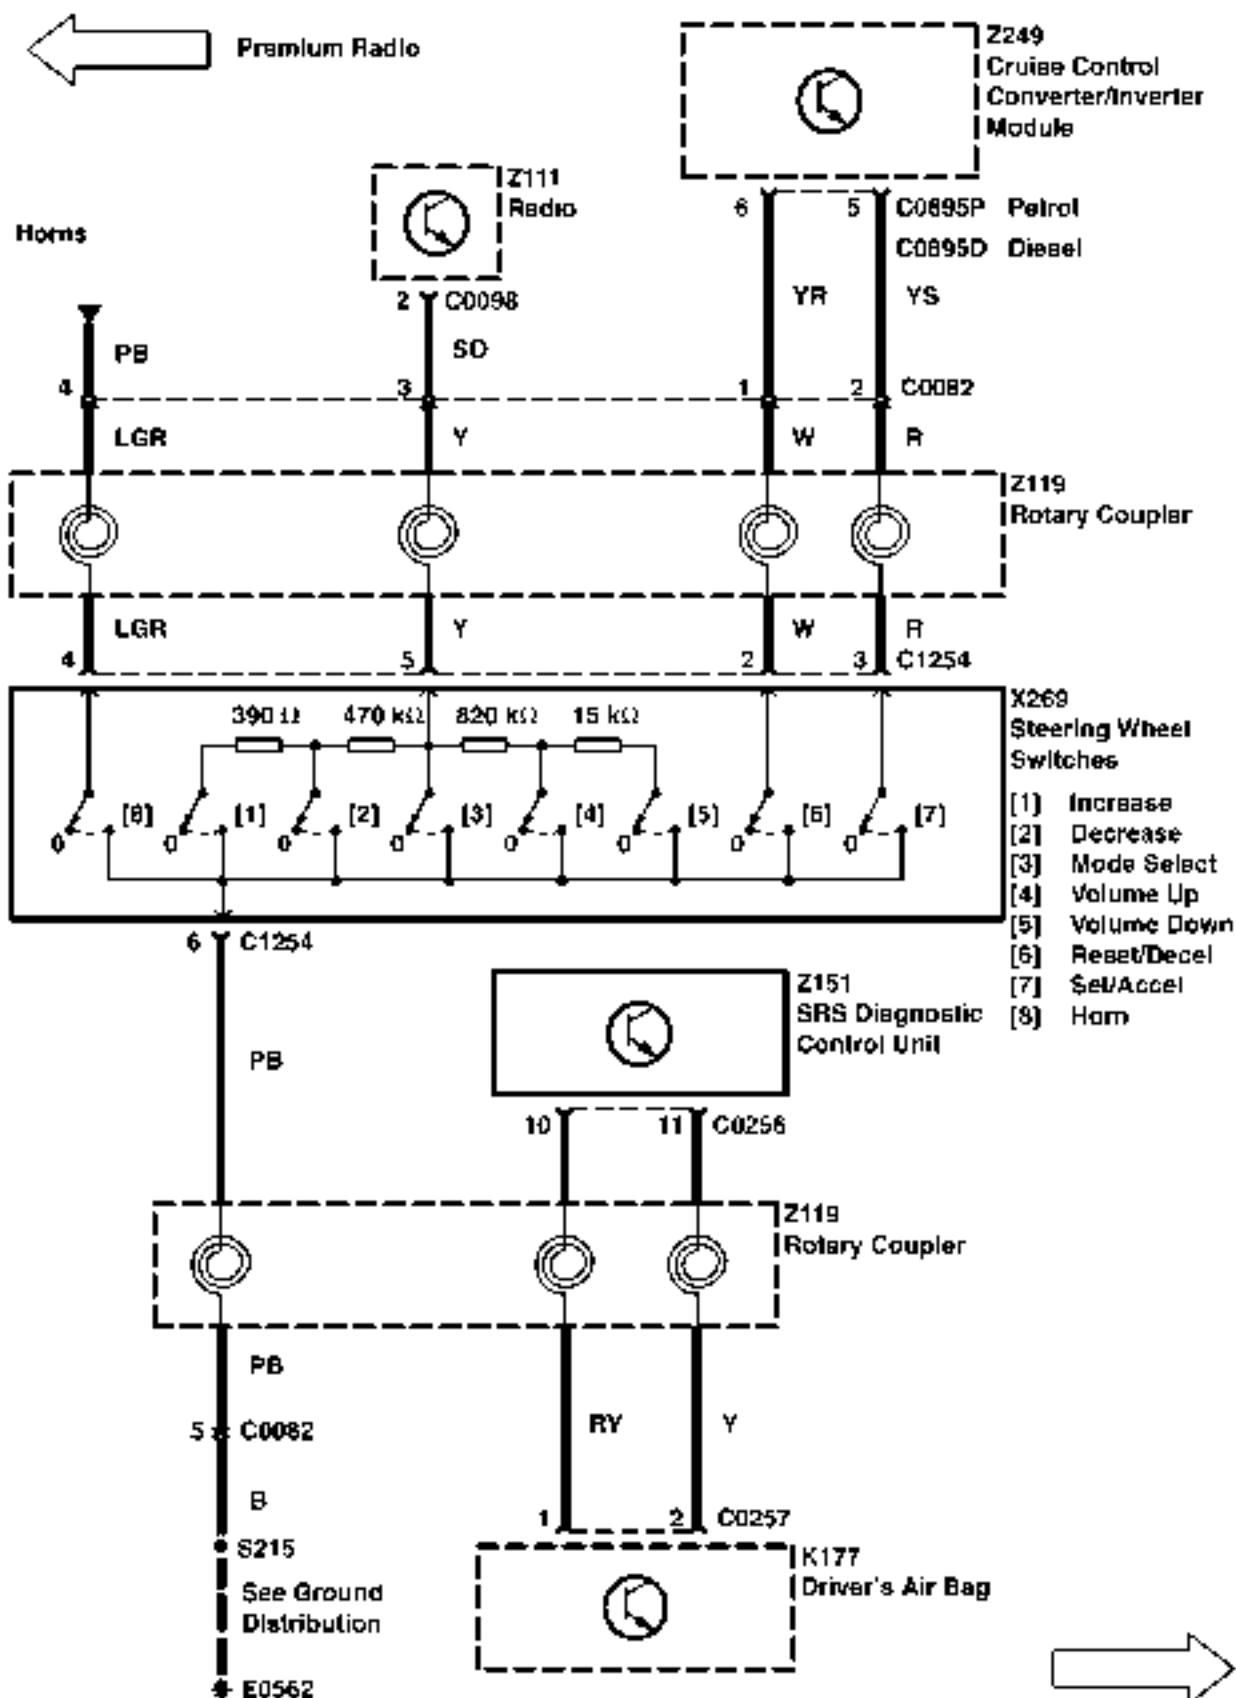 Premium Radio
Z249
Cruise Control
Converter/Inverter
Module
Z111
Radio
6 5 C0895P Petrol
C0895D Diesel
Horns
2 C0098
YR YS
PB SO
4 3 1 2 C0082
LGR Y W R
Z119
Rotary Coupler
LGR Y W R
4 5 2 3 C1254
X269
Steering Wheel
Switches
390 Ω 470 kΩ 820 kΩ 15 kΩ
[8] [1] [2] [3] [4] [5] [6] [7]
0 0 0 0 0 0 0 0
[1] Increase
[2] Decrease
[3] Mode Select
[4] Volume Up
[5] Volume Down
[6] Reset/Decel
[7] Set/Accel
[8] Horn
6 C1254
Z151
SRS Diagnostic
Control Unit
PB
10 11 C0256
Z119
Rotary Coupler
PB
RY Y
5 C0082
B
1 2 C0257
S215
See Ground
Distribution
K177
Driver's Air Bag
E0562